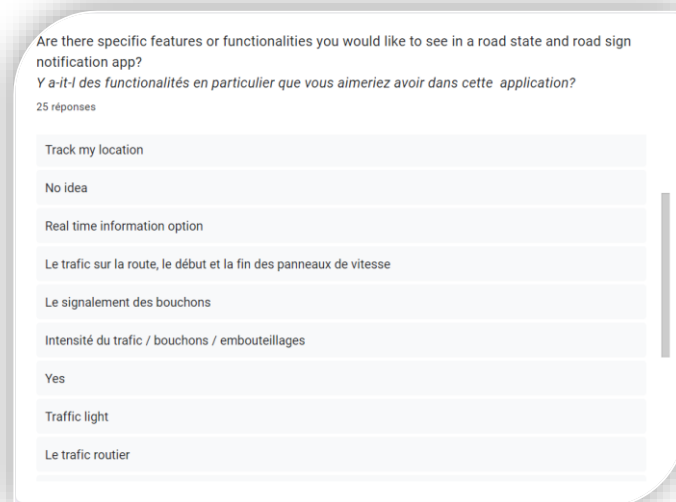 Are there specific features or functionalities you would like to see in a road state and road sign
notification app?
Y a-it-l des functionalités en particulier que vous aimeriez avoir dans cette application?
25 réponses
Track my location
No idea
Real time information option
Le trafic sur la route, le début et la fin des panneaux de vitesse
Le signalement des bouchons
Intensité du trafic / bouchons / embouteillages
Yes
Traffic light
Le trafic routier